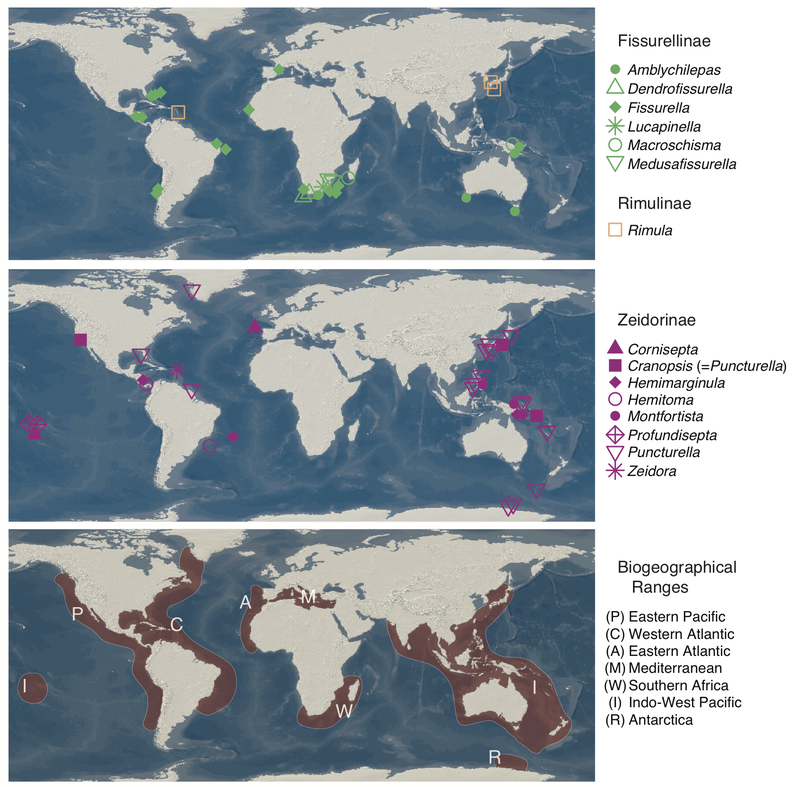 Fissurellinae
Amblychilepas
Dendrofissurella
Fissurella
Lucapinella
Macroschisma
Medusafissurella
Rimulinae
Rimula
Zeidorinae
Cornisepta
Cranopsis (=Puncturella)
Hemimarginula
Hemitoma
Montfortista
Profundisepta
Puncturella
Zeidora
P
C
A
M
I
W
I
R
Biogeographical
Ranges
(P) Eastern Pacific
(C) Western Atlantic
(A) Eastern Atlantic
(M) Mediterranean
(W) Southern Africa
(I) Indo-West Pacific
(R) Antarctica